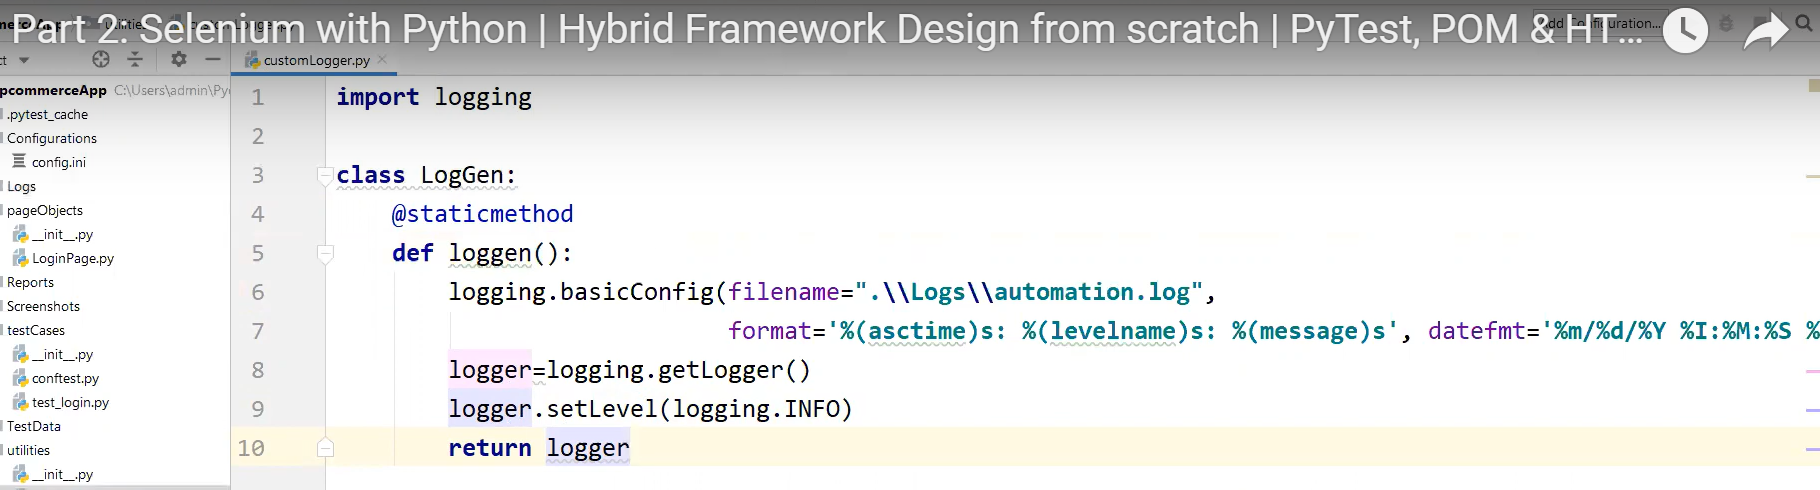 Part 2: Selenium with Python | Hybrid Framework Design from scratch | PyTest, POM & HT...
customLogger.py
pcommerceApp C:\Users\admin\Py
.pytest_cache
Configurations
config.ini
Logs
pageObjects
__init__.py
LoginPage.py
Reports
Screenshots
testCases
__init__.py
conftest.py
test_login.py
TestData
utilities
__init__.py
1 import logging
2
3 class LogGen:
4 @staticmethod
5 def loggen():
6 logging.basicConfig(filename=".\\Logs\\automation.log",
7 format='%(asctime)s: %(levelname)s: %(message)s', datefmt='%m/%d/%Y %I:%M:%S %
8 logger=logging.getLogger()
9 logger.setLevel(logging.INFO)
10 return logger